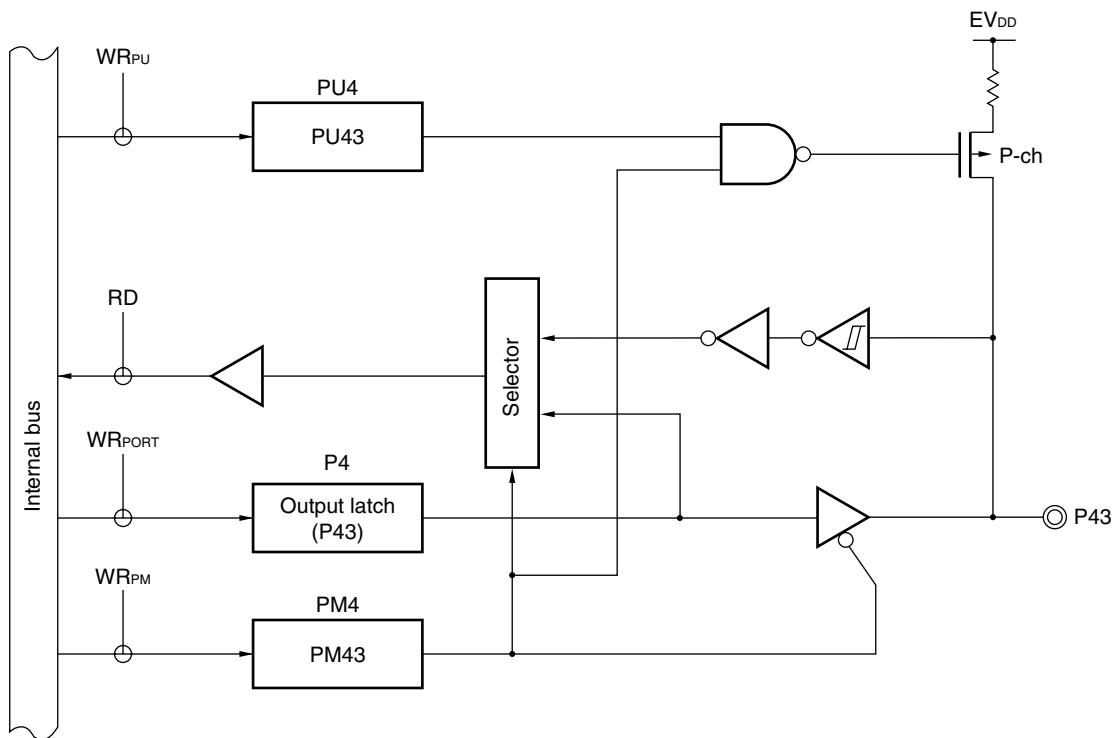 EVDD
WRPU
PU4
PU43
P-ch
RD
Selector
Internal bus
WRPORT
P4
Output latch
(P43)
P43
WRPM
PM4
PM43